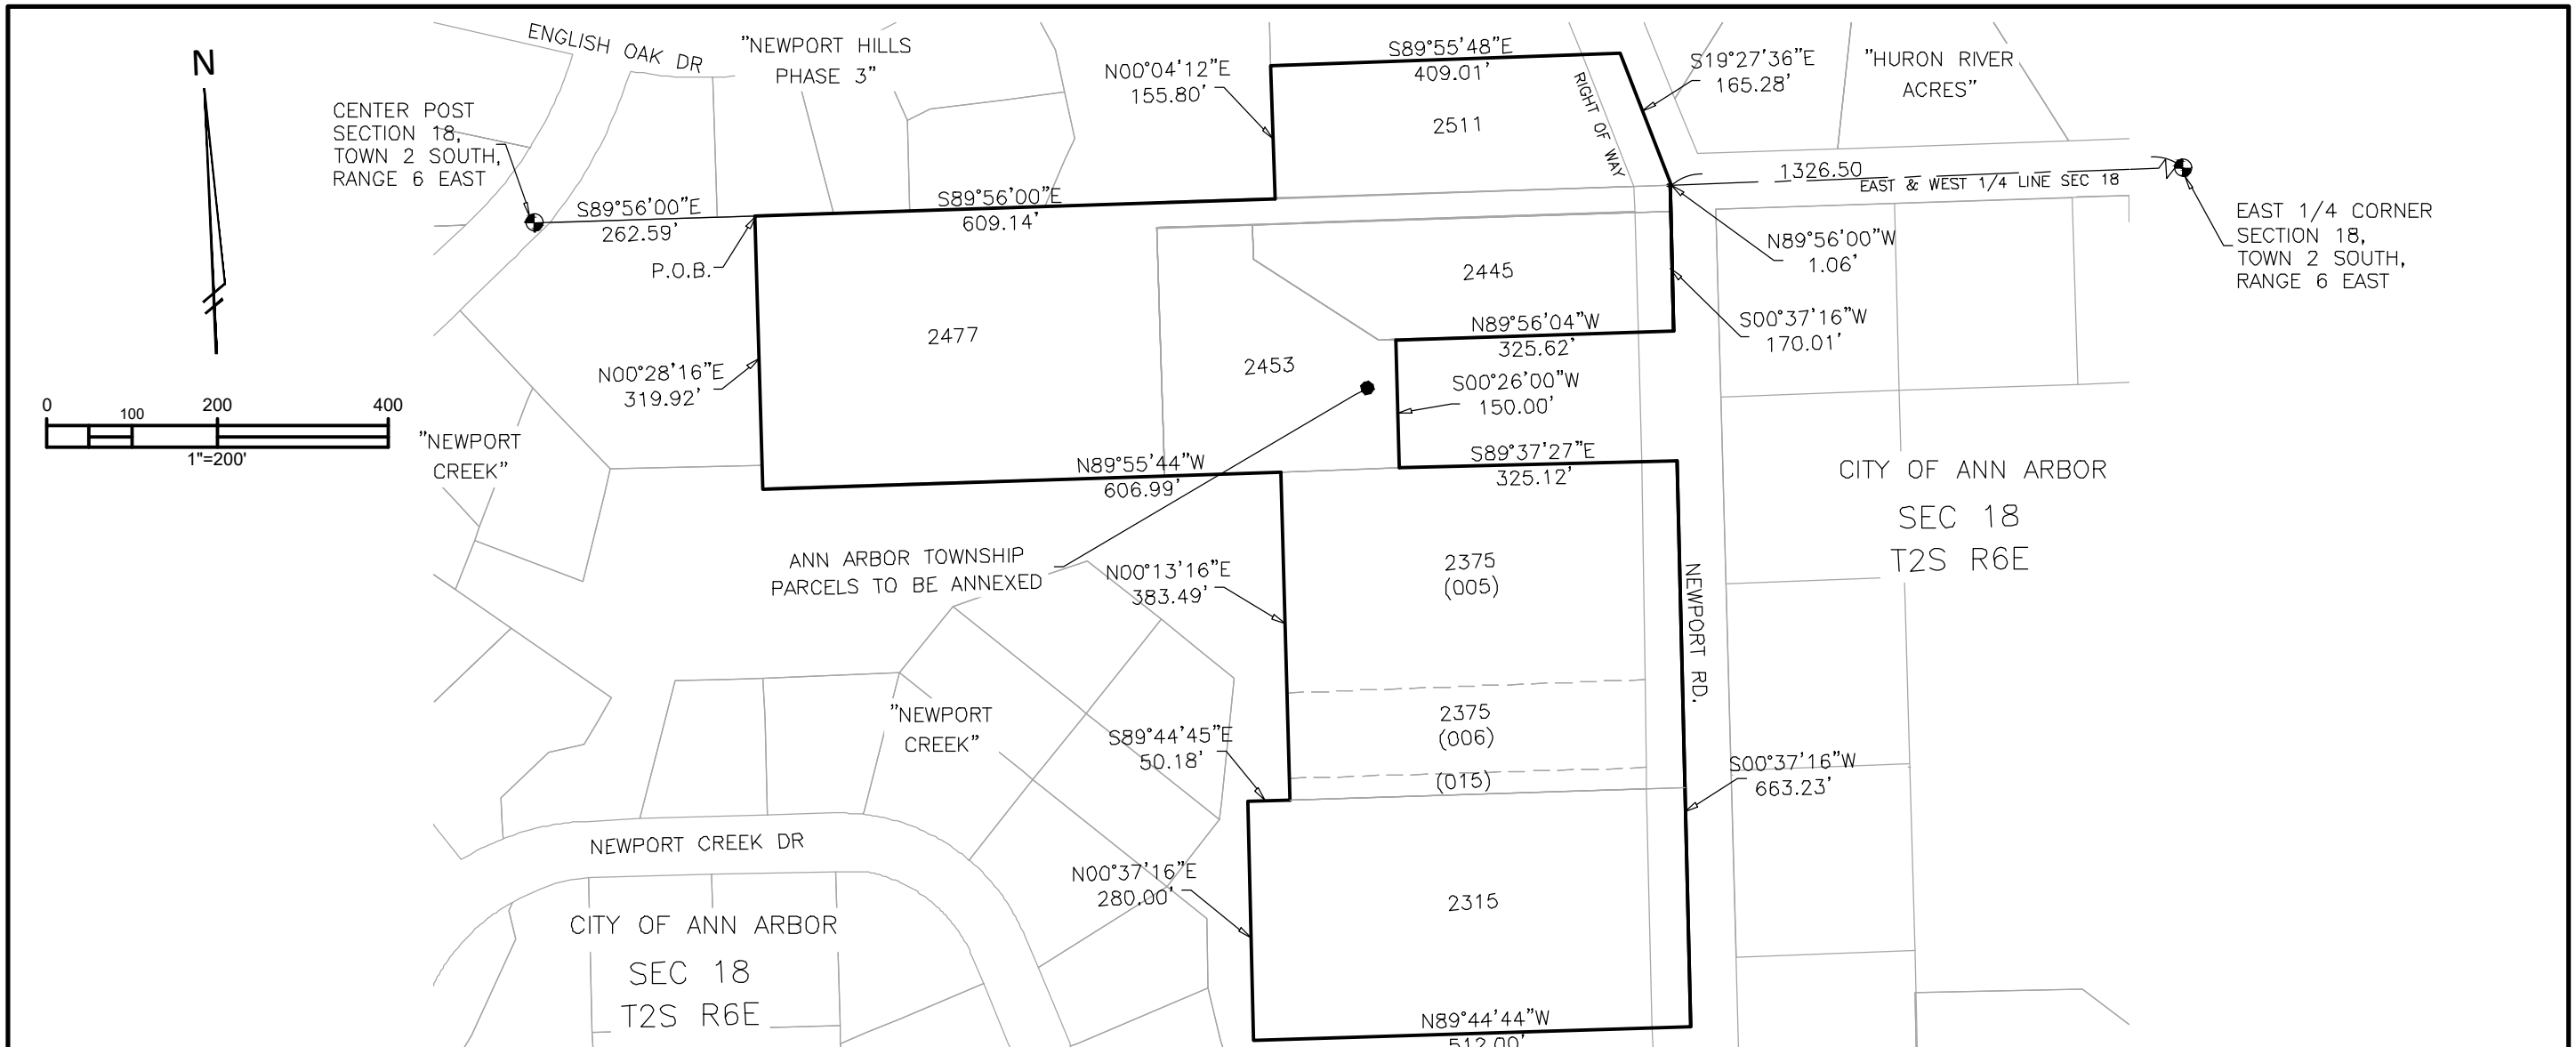 N
0
100
200
400
1"=200'
ENGLISH OAK DR
"NEWPORT HILLS
PHASE 3"
CENTER POST
SECTION 18,
TOWN 2 SOUTH,
RANGE 6 EAST
S89°56'00"E
262.59'
P.O.B.
S89°56'00"E
609.14'
N00°04'12"E
155.80'
S89°55'48"E
409.01'
2511
RIGHT OF WAY
S19°27'36"E
165.28'
"HURON RIVER
ACRES"
1326.50
EAST & WEST 1/4 LINE SEC 18
EAST 1/4 CORNER
SECTION 18,
TOWN 2 SOUTH,
RANGE 6 EAST
N89°56'00"W
1.06'
S00°37'16"W
170.01'
2445
N89°56'04"W
325.62'
2477
2453
N00°28'16"E
319.92'
S00°26'00"W
150.00'
"NEWPORT
CREEK"
N89°55'44"W
606.99'
S89°37'27"E
325.12'
CITY OF ANN ARBOR
SEC 18
T2S R6E
ANN ARBOR TOWNSHIP
PARCELS TO BE ANNEXED
N00°13'16"E
383.49'
2375
(005)
NEWPORT RD.
2375
(006)
(015)
"NEWPORT
CREEK"
S89°44'45"E
50.18'
S00°37'16"W
663.23'
NEWPORT CREEK DR
N00°37'16"E
280.00'
2315
CITY OF ANN ARBOR
SEC 18
T2S R6E
N89°44'44"W
512.00'